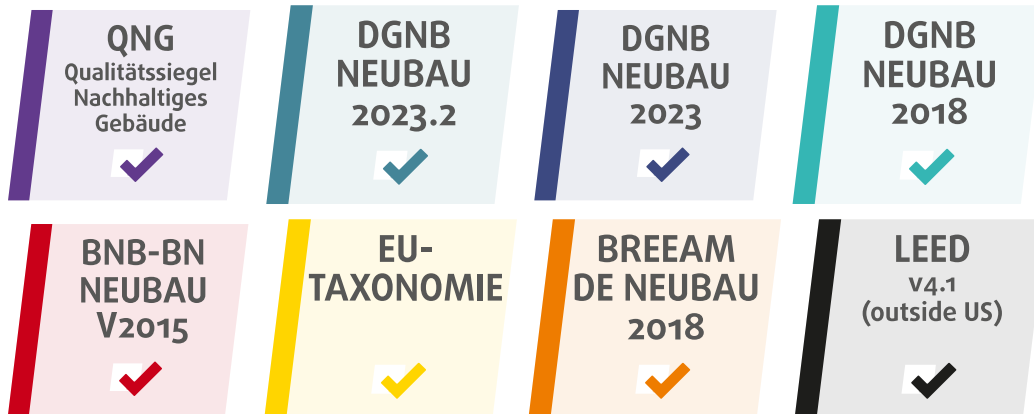 QNG
Qualitätssiegel
Nachhaltiges
Gebäude
DGNB
NEUBAU
2023.2
DGNB
NEUBAU
2023
DGNB
NEUBAU
2018
BNB-BN
NEUBAU
V2015
EU-
TAXONOMIE
BREEAM
DE NEUBAU
2018
LEED
v4.1
(outside US)